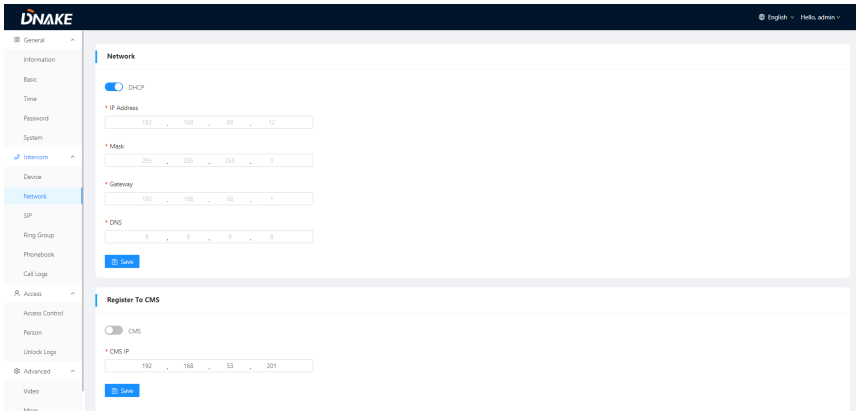 DNAKE
English
Hello, admin
General
Information
Basic
Time
Password
System
Intercom
Device
Network
SIP
Ring Group
Phonebook
Call Logs
Access
Access Control
Person
Unlock Logs
Advanced
Video
More
Network
DHCP
* IP Address
192 . 168 . 68 . 12
* Mask
255 . 255 . 255 . 0
* Gateway
192 . 168 . 68 . 1
* DNS
8 . 8 . 8 . 8
Save
Register To CMS
CMS
* CMS IP
192 . 168 . 53 . 201
Save